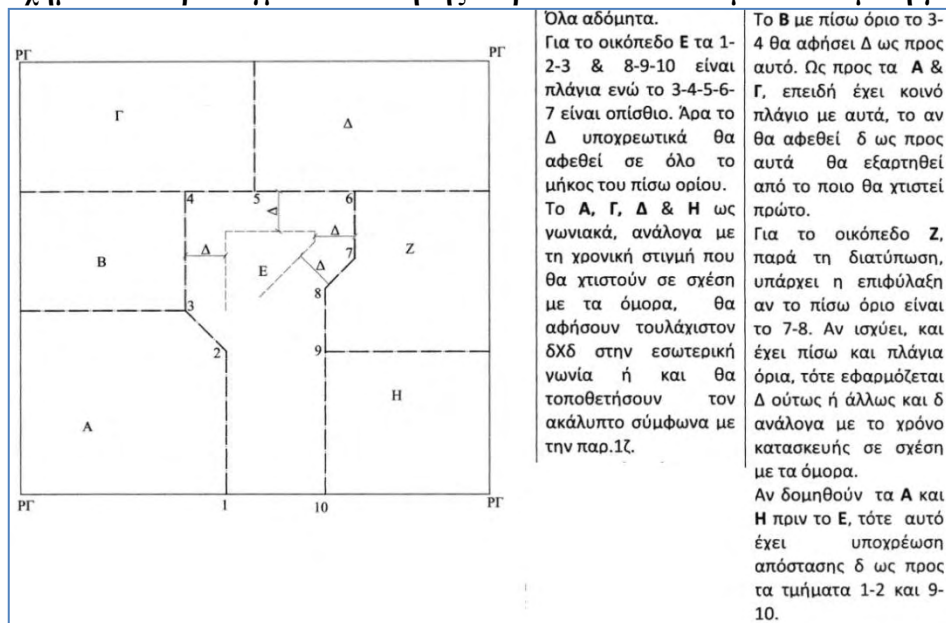 ΡΓ
ΡΓ
Γ
Δ
4
5
6
Δ
Δ
Δ
Δ
7
8
Β
Ε
Ζ
3
2
9
Α
Η
ΡΓ
ΡΓ
1
10
Όλα αδόμητα.
Για το οικόπεδο Ε τα 1-
2-3 & 8-9-10 είναι
πλάγια ενώ το 3-4-5-6-
7 είναι οπίσθιο. Άρα το
Δ υποχρεωτικά θα
αφεθεί σε όλο το
μήκος του πίσω ορίου.
Το Α, Γ, Δ & Η ως
γωνιακά, ανάλογα με
τη χρονική στιγμή που
θα χτιστούν σε σχέση
με τα όμορα, θα
αφήσουν τουλάχιστον
δΧδ στην εσωτερική
γωνία ή και θα
τοποθετήσουν τον
ακάλυπτο σύμφωνα με
την παρ.1ζ.
Το Β με πίσω όριο το 3-
4 θα αφήσει Δ ως προς
αυτό. Ως προς τα Α &
Γ, επειδή έχει κοινό
πλάγιο με αυτά, το αν
θα αφεθεί δ ως προς
αυτά θα εξαρτηθεί
από το ποιο θα χτιστεί
πρώτο.
Για το οικόπεδο Ζ,
παρά τη διατύπωση,
υπάρχει η επιφύλαξη
αν το πίσω όριο είναι
το 7-8. Αν ισχύει, και
έχει πίσω και πλάγια
όρια, τότε εφαρμόζεται
Δ ούτως ή άλλως και δ
ανάλογα με το χρόνο
κατασκευής σε σχέση
με τα όμορα.
Αν δομηθούν τα Α και
Η πριν το Ε, τότε αυτό
έχει υποχρέωση
απόστασης δ ως προς
τα τμήματα 1-2 και 9-
10.